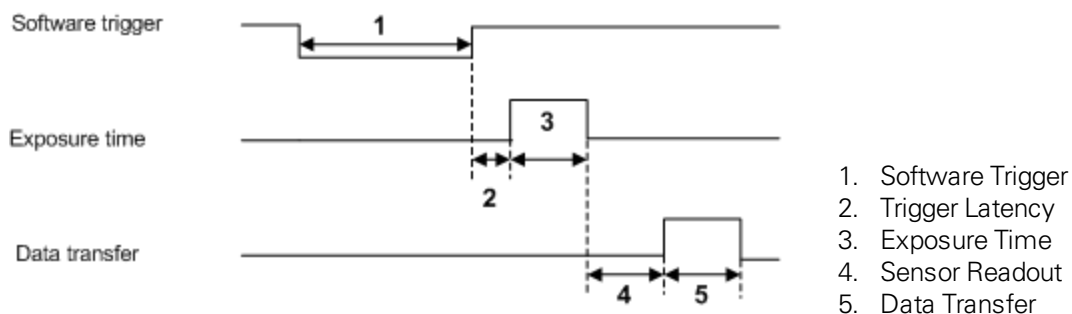 Software trigger
1
Exposure time
3
2
Data transfer
4
5
1. Software Trigger
2. Trigger Latency
3. Exposure Time
4. Sensor Readout
5. Data Transfer